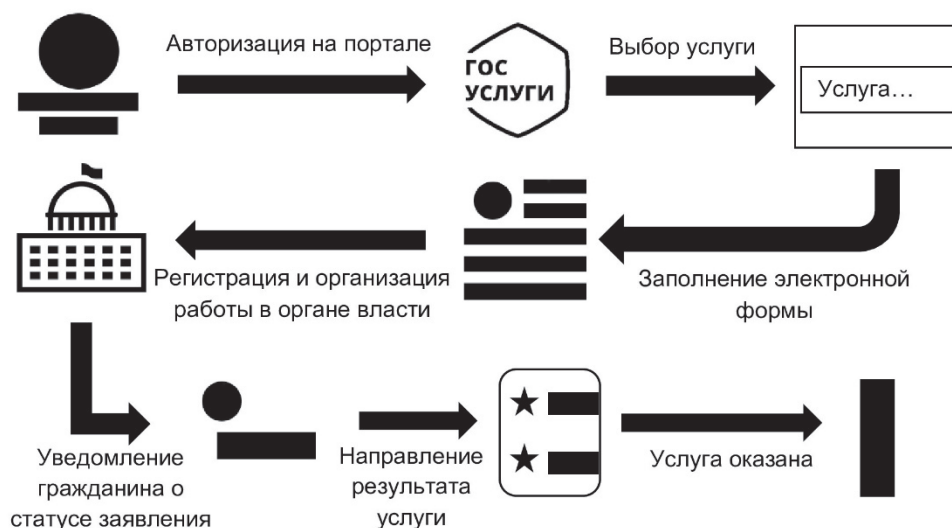 Авторизация на портале
ГОС
УСЛУГИ
Выбор услуги
Услуга...
Заполнение электронной
формы
Регистрация и организация
работы в органе власти
Уведомление
гражданина о
статусе заявления
Направление
результата
услуги
Услуга оказана